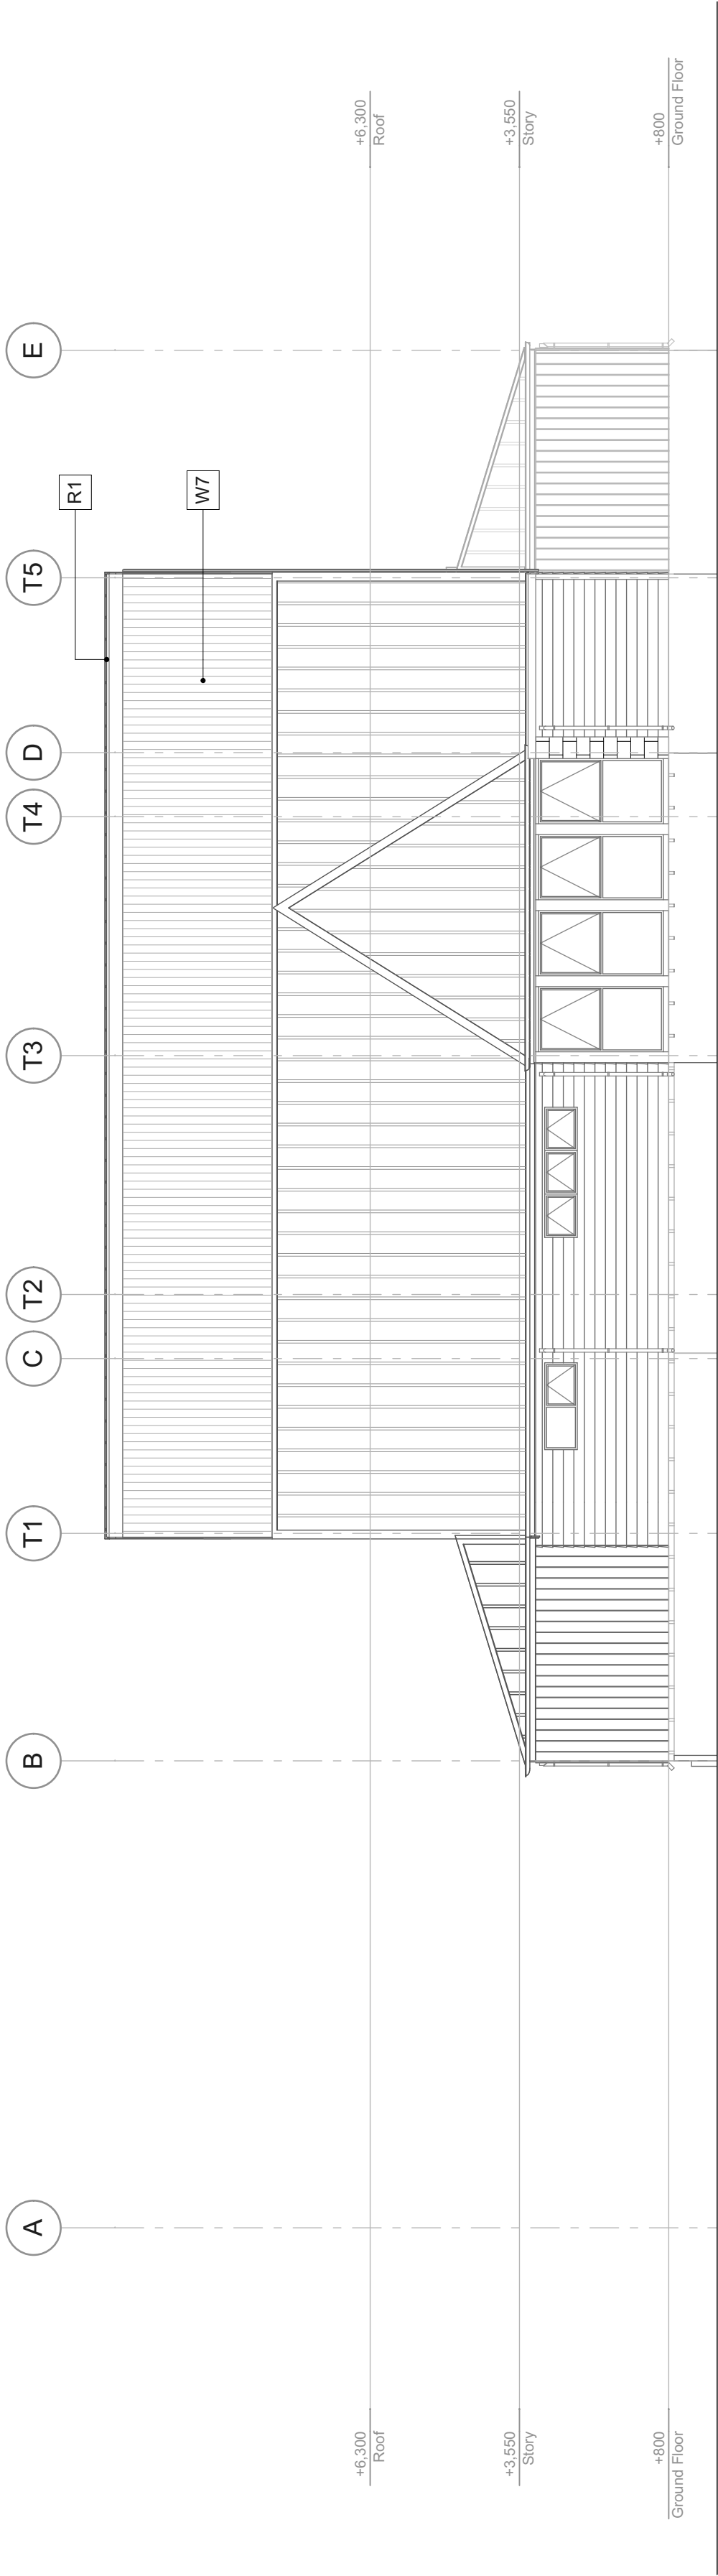 A
B
T1
C
T2
T3
T4
D
T5
E
R1
W7
+6,300
Roof
+6,300
Roof
+3,550
Story
+3,550
Story
+800
Ground Floor
+800
Ground Floor